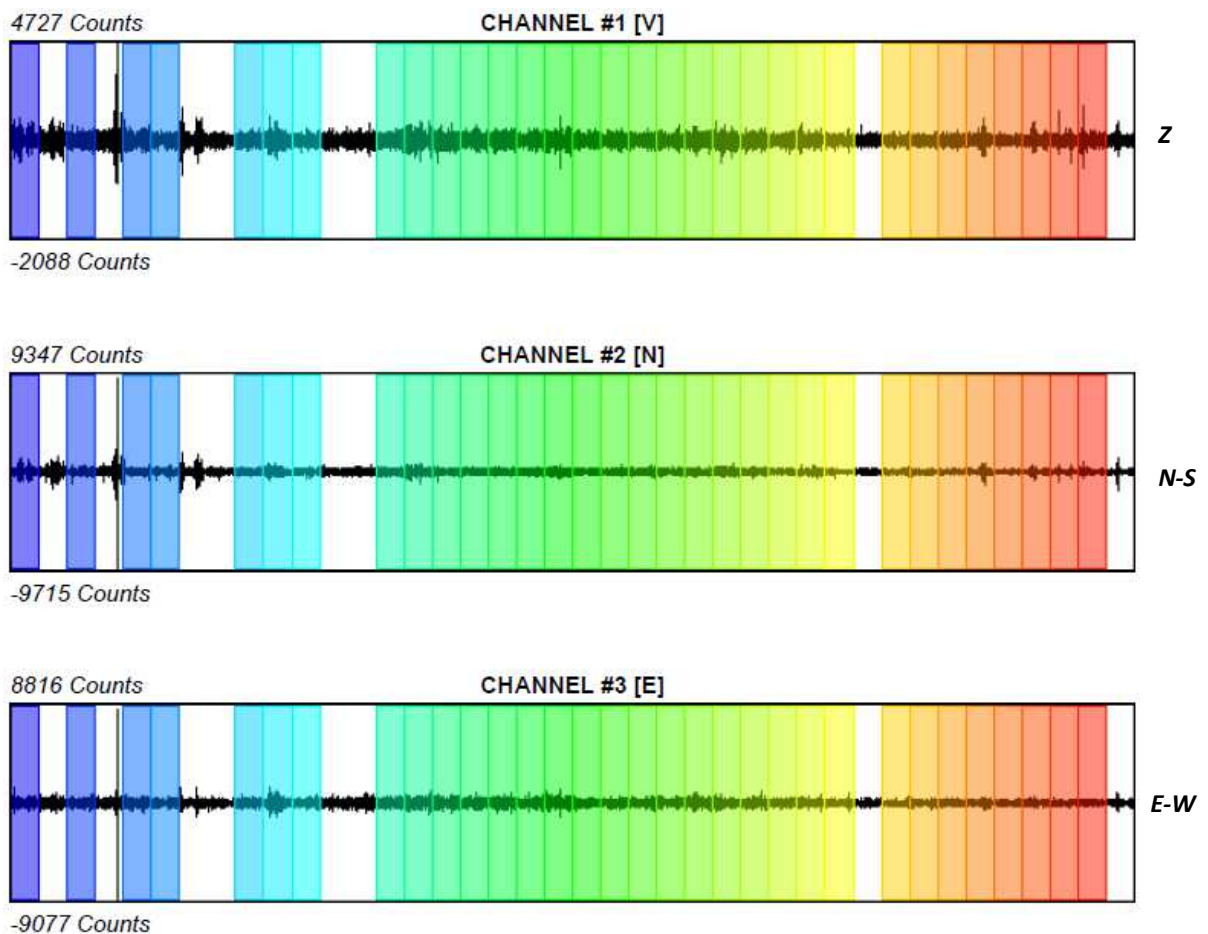 4727 Counts
CHANNEL #1 [V]
Z
-2088 Counts
9347 Counts
CHANNEL #2 [N]
N-S
-9715 Counts
8816 Counts
CHANNEL #3 [E]
E-W
-9077 Counts